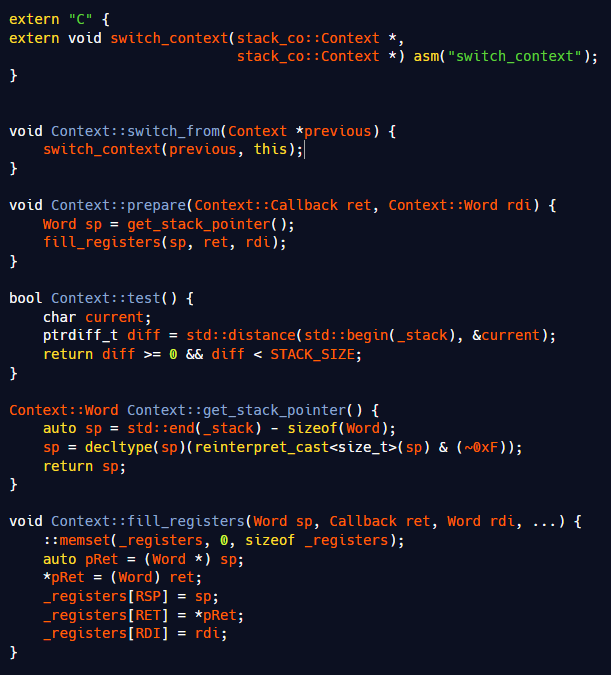 extern "C" {
extern void switch_context(stack_co::Context *,
                           stack_co::Context *) asm("switch_context");
}

void Context::switch_from(Context *previous) {
    switch_context(previous, this);
}

void Context::prepare(Context::Callback ret, Context::Word rdi) {
    Word sp = get_stack_pointer();
    fill_registers(sp, ret, rdi);
}

bool Context::test() {
    char current;
    ptrdiff_t diff = std::distance(std::begin(_stack), &current);
    return diff >= 0 && diff < STACK_SIZE;
}

Context::Word Context::get_stack_pointer() {
    auto sp = std::end(_stack) - sizeof(Word);
    sp = decltype(sp)(reinterpret_cast<size_t>(sp) & (~0xF));
    return sp;
}

void Context::fill_registers(Word sp, Callback ret, Word rdi, ...) {
    ::memset(_registers, 0, sizeof _registers);
    auto pRet = (Word *) sp;
    *pRet = (Word) ret;
    _registers[RSP] = sp;
    _registers[RET] = *pRet;
    _registers[RDI] = rdi;
}